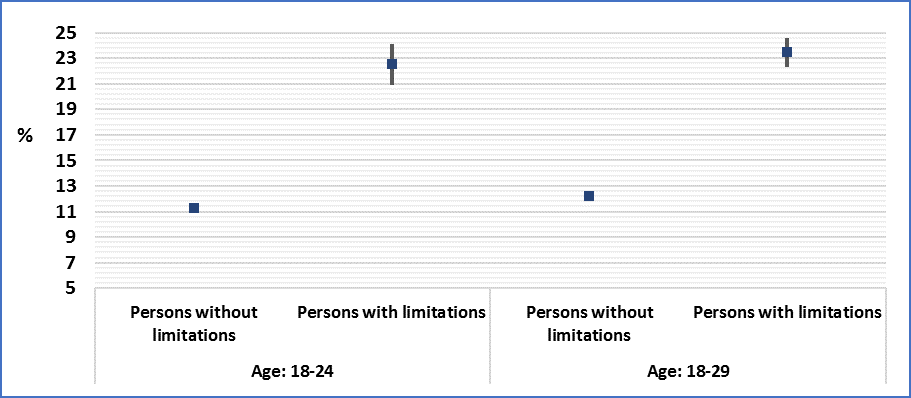 25
23
21
19
%
17
15
13
11
9
7
5
Persons without
limitations
Persons with limitations
Persons without
limitations
Persons with limitations
Age: 18-24
Age: 18-29